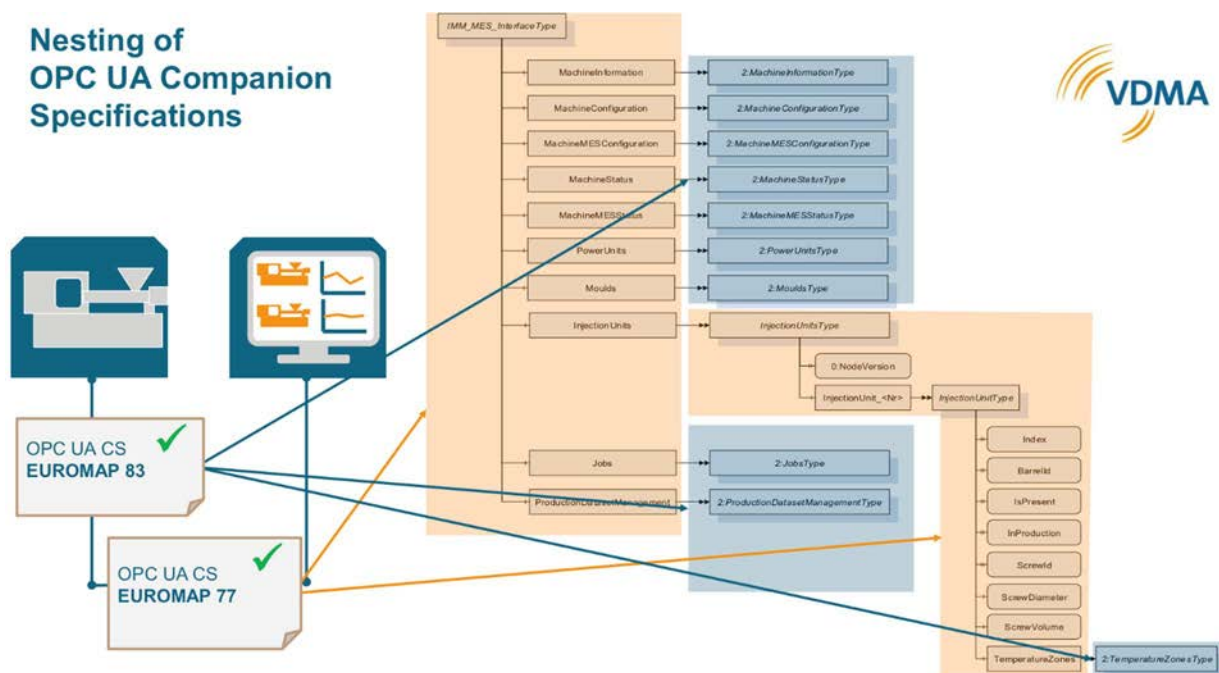 Nesting of
OPC UA Companion
Specifications
VDMA
IMM_MES_InterfaceType
MachineInformation
2:MachineInformationType
MachineConfiguration
2:MachineConfigurationType
MachineMESConfiguration
2:MachineMESConfigurationType
MachineStatus
2:MachineStatusType
MachineMESStatus
2:MachineMESStatusType
PowerUnits
2:PowerUnitsType
Moulds
2:MouldsType
InjectionUnits
InjectionUnitsType
0:NodeVersion
InjectionUnit_<Nr>
InjectionUnitType
Index
BarrelId
IsPresent
InProduction
ScrewId
ScrewDiameter
ScrewVolume
TemperatureZones
2:TemperatureZonesType
Jobs
2:JobsType
ProductionDatasetManagement
2:ProductionDatasetManagementType
OPC UA CS
EUROMAP 83
OPC UA CS
EUROMAP 77